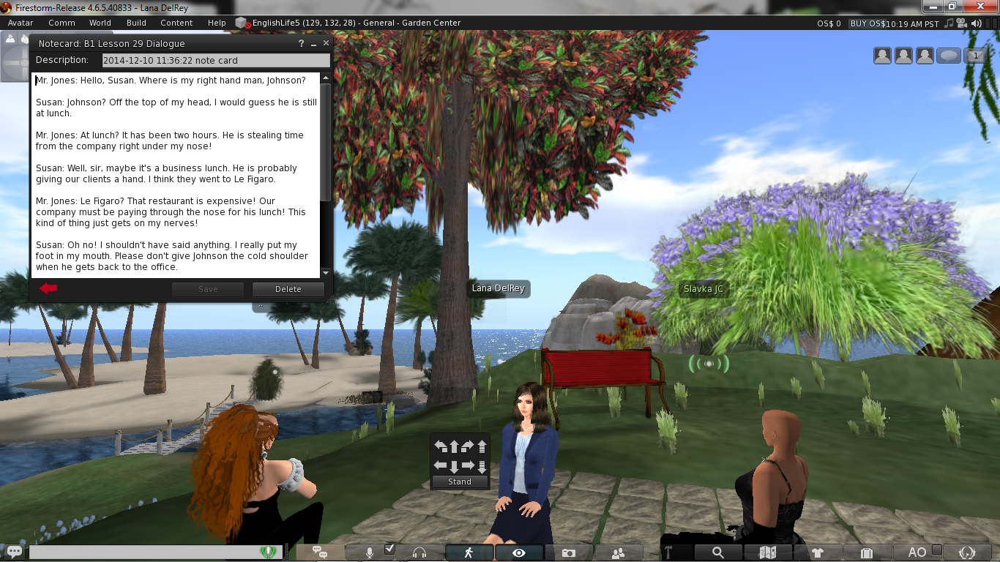 Firestorm-Release 4.6.5.40833 - Lana DelRey
Avatar Comm World Build Content Help EnglishLife5 (129, 132, 28) - General - Garden Center OS$ 0 BUY OS$ 10:19 AM PST
Notecard: B1 Lesson 29 Dialogue ?
Description: 2014-12-10 11:36:22 note card
1
Mr. Jones: Hello, Susan. Where is my right hand man, Johnson?
Susan: Johnson? Off the top of my head, I would guess he is still
at lunch.
Mr. Jones: At lunch? It has been two hours. He is stealing time
from the company right under my nose!
Susan: Well, sir, maybe it's a business lunch. He is probably
giving our clients a hand. I think they went to Le Figaro.
Mr. Jones: Le Figaro? That restaurant is expensive! Our
company must be paying through the nose for his lunch! This
kind of thing just gets on my nerves!
Susan: Oh no! I shouldn't have said anything. I really put my
foot in my mouth. Please don't give Johnson the cold shoulder
when he gets back to the office.
Save Delete
Lana DelRey
Slavka JC
Stand
AO